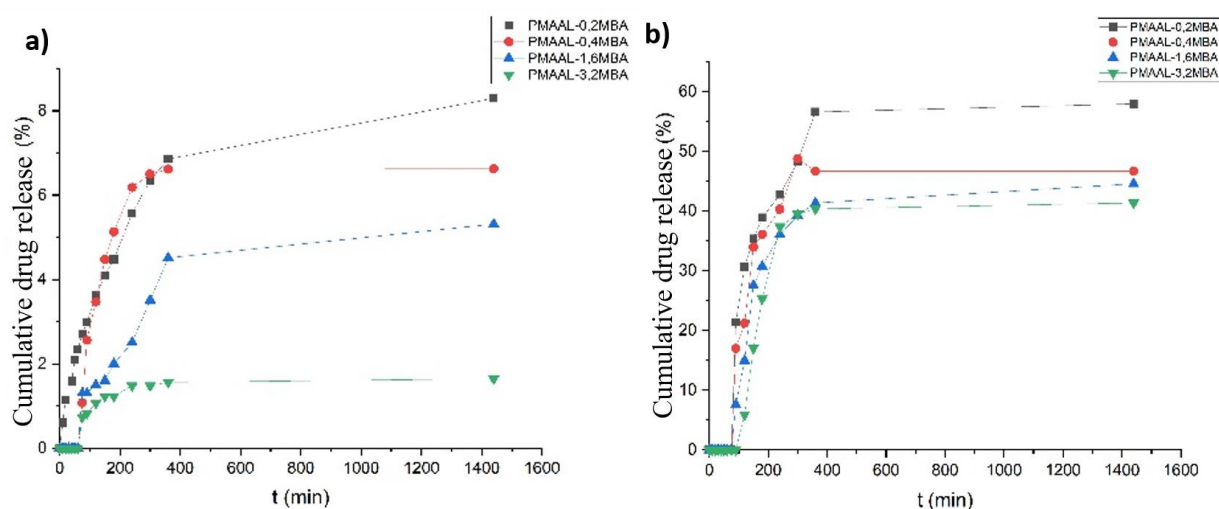 a)
PMAAL-0,2MBA
PMAAL-0,4MBA
PMAAL-1,6MBA
PMAAL-3,2MBA
Cumulative drug release (%)
8
6
4
2
0
0 200 400 600 800 1000 1200 1400 1600
t (min)
b)
PMAAL-0,2MBA
PMAAL-0,4MBA
PMAAL-1,6MBA
PMAAL-3,2MBA
Cumulative drug release (%)
60
50
40
30
20
10
0
0 200 400 600 800 1000 1200 1400 1600
t (min)